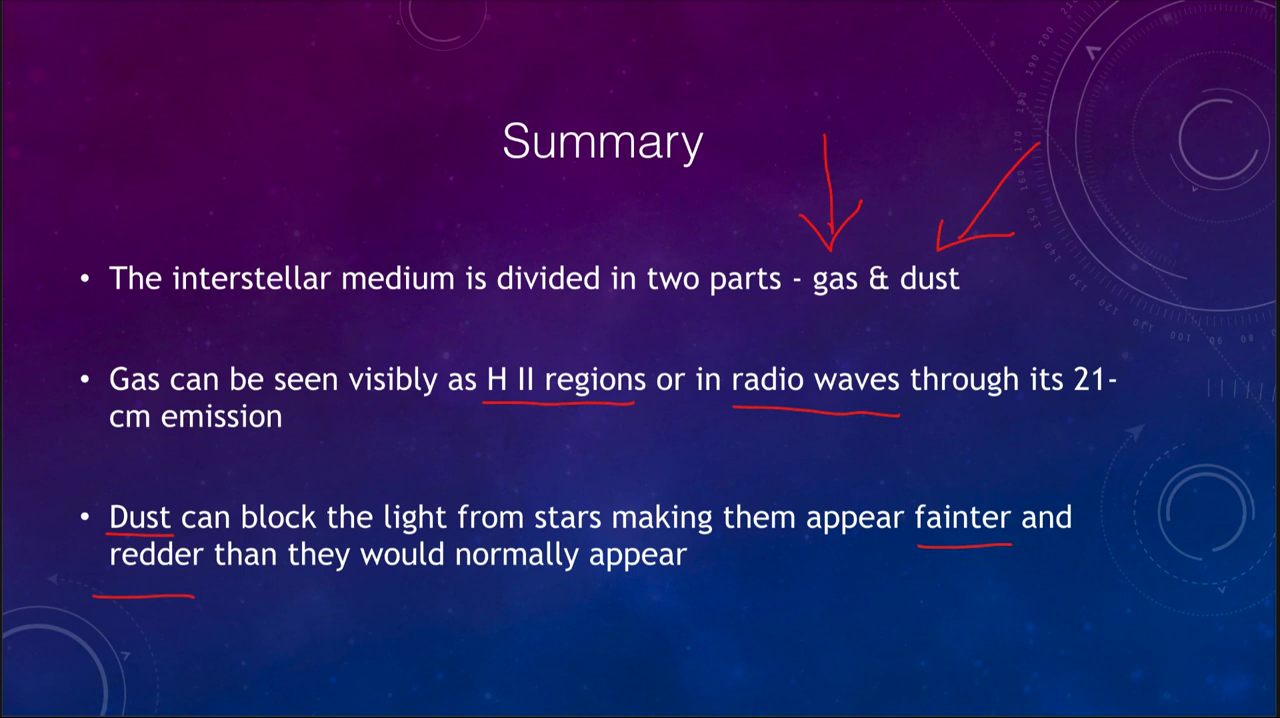 Summary
• The interstellar medium is divided in two parts - gas & dust
• Gas can be seen visibly as H II regions or in radio waves through its 21-
cm emission
• Dust can block the light from stars making them appear fainter and
redder than they would normally appear